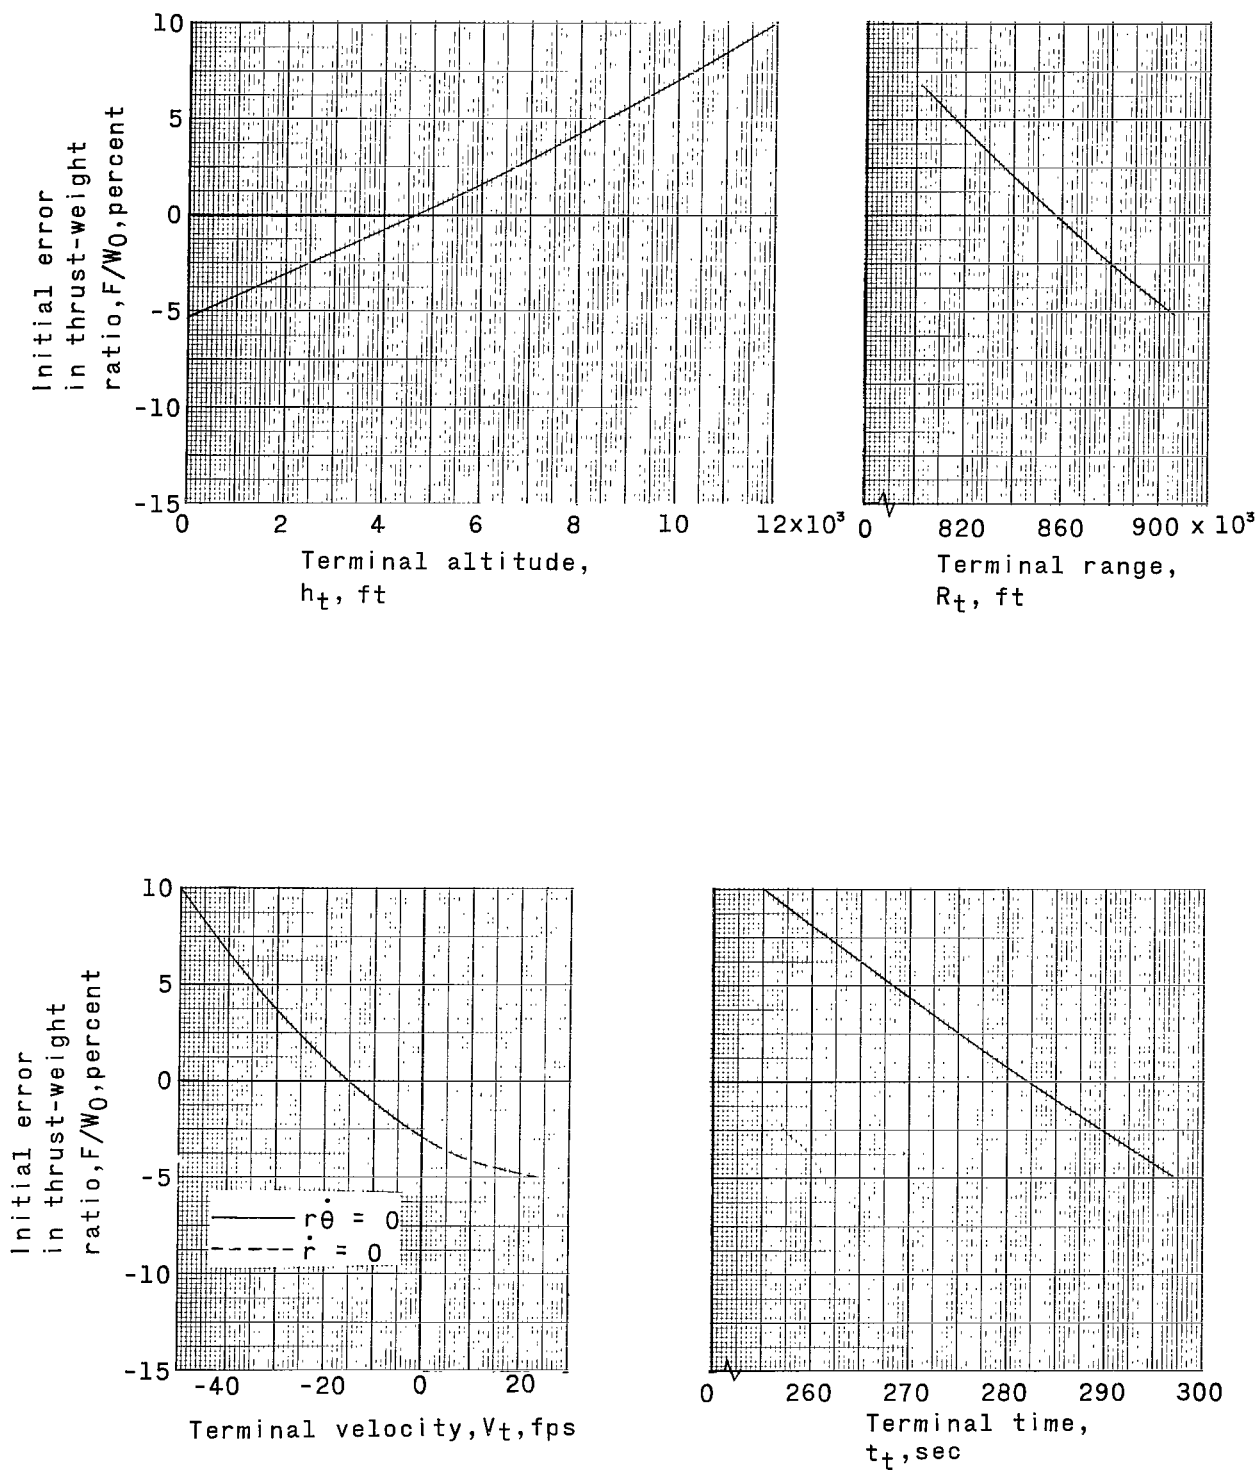 10
5
0
-5
-10
-15
Initial error
in thrust-weight
ratio, F/W0, percent
0 2 4 6 8 10 12x10³
Terminal altitude,
ht, ft
0 820 860 900 x 10³
Terminal range,
Rt, ft
10
5
0
-5
-10
-15
Initial error
in thrust-weight
ratio, F/W0, percent
rθ̇ = 0
ṙ = 0
-40 -20 0 20
Terminal velocity, Vt, fps
0 260 270 280 290 300
Terminal time,
tt, sec